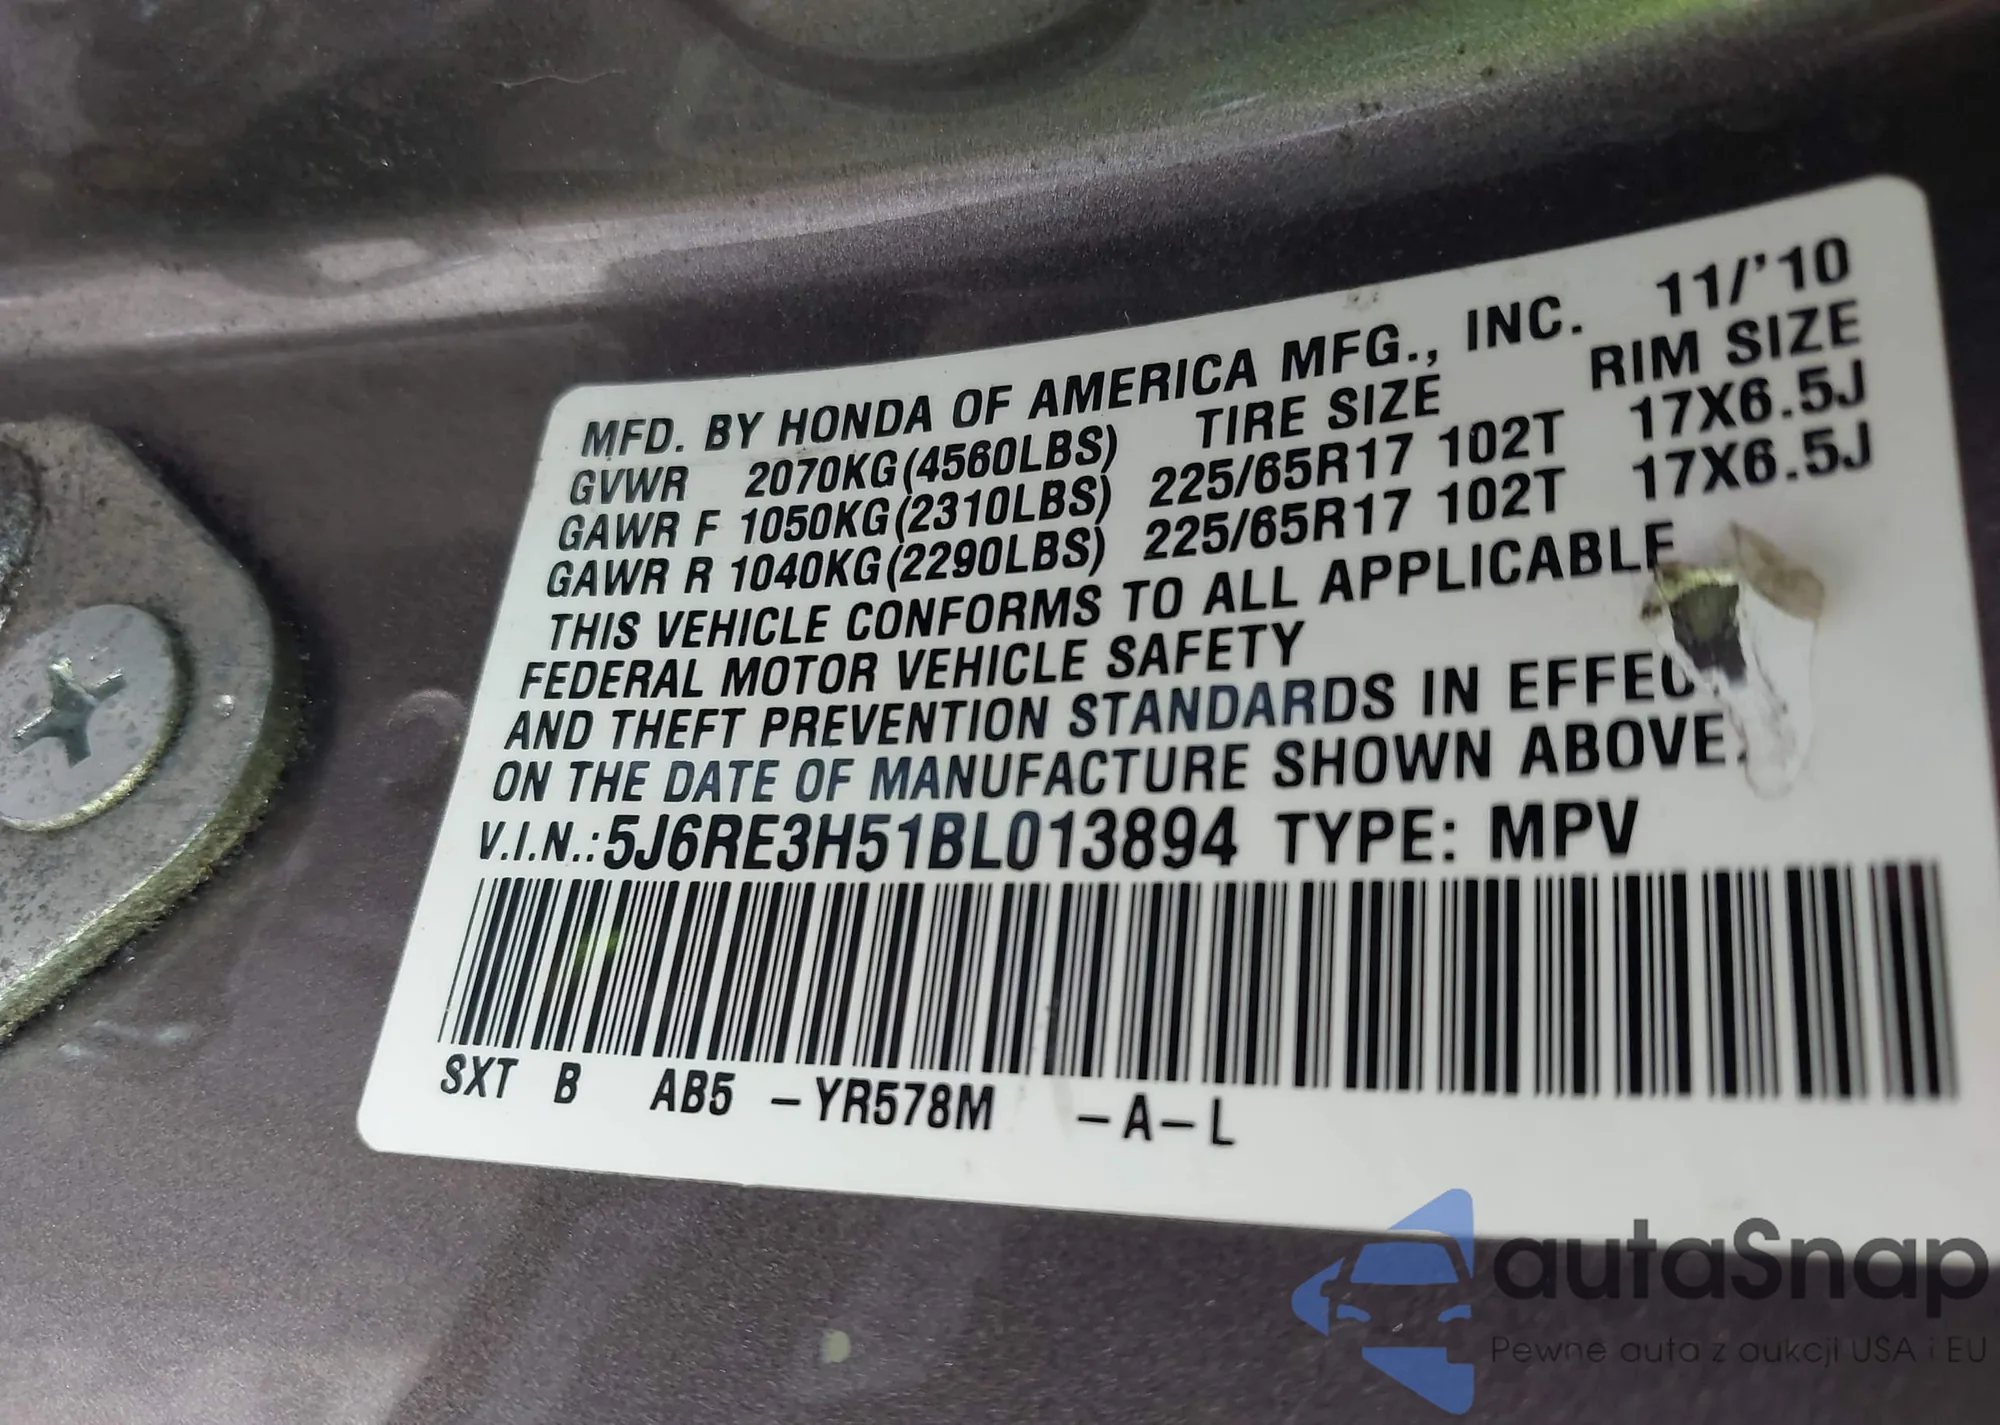 MFD. BY HONDA OF AMERICA MFG., INC. 11/'10
GVWR 2070KG(4560LBS) TIRE SIZE RIM SIZE
GAWR F 1050KG(2310LBS) 225/65R17 102T 17X6.5J
GAWR R 1040KG(2290LBS) 225/65R17 102T 17X6.5J
THIS VEHICLE CONFORMS TO ALL APPLICABLE
FEDERAL MOTOR VEHICLE SAFETY
AND THEFT PREVENTION STANDARDS IN EFFEC
ON THE DATE OF MANUFACTURE SHOWN ABOVE.
V.I.N.:5J6RE3H51BL013894 TYPE: MPV
SXT B AB5 -YR578M -A-L
autaSnap
Pewne auta z aukcji USA i EU